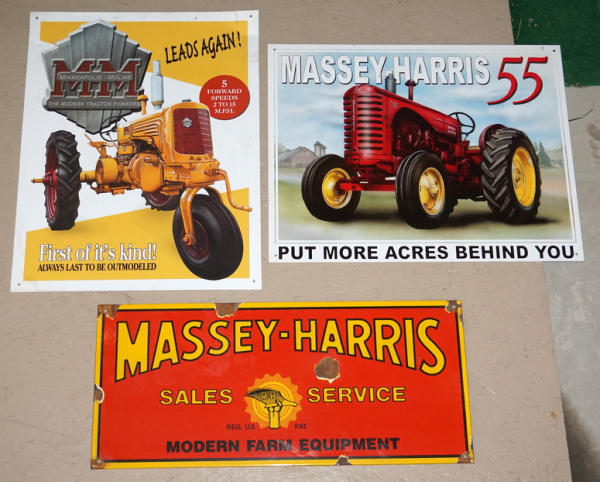 LEADS AGAIN!
MM
MINNEAPOLIS-MOLINE
THE MODERN TRACTOR PIONEERS
5
FORWARD
SPEEDS
2 TO 15
M.P.H.
First of it's kind!
ALWAYS LAST TO BE OUTMODELED
MASSEY-HARRIS 55
PUT MORE ACRES BEHIND YOU
MASSEY-HARRIS
SALES SERVICE
REG. U.S. PAT.
MODERN FARM EQUIPMENT